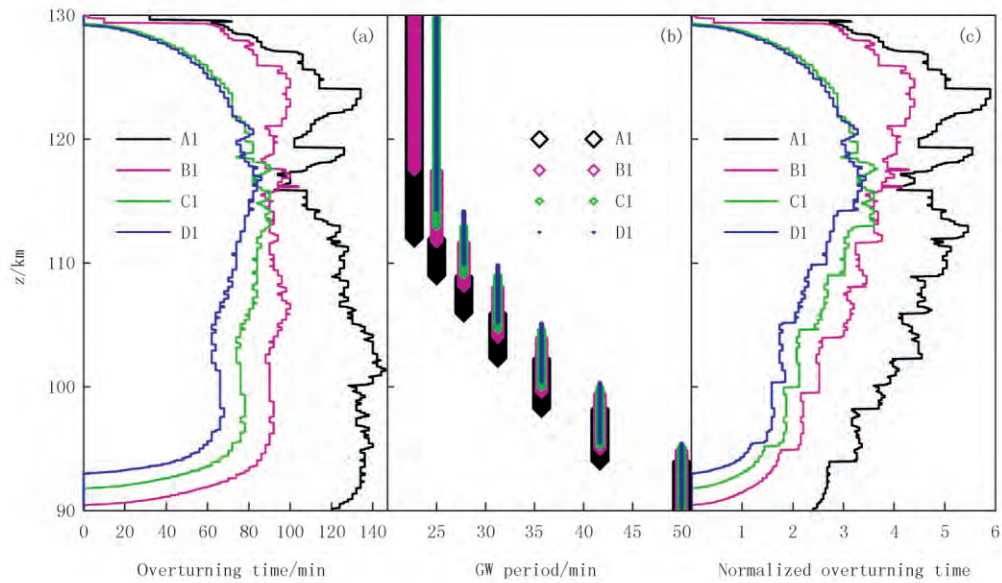 130
120
110
100
90
z/km
(a)
A1
B1
C1
D1
0 20 40 60 80 100 120 140
Overturning time/min
(b)
A1
B1
C1
D1
25 30 35 40 45 50
GW period/min
(c)
A1
B1
C1
D1
1 2 3 4 5 6
Normalized overturning time